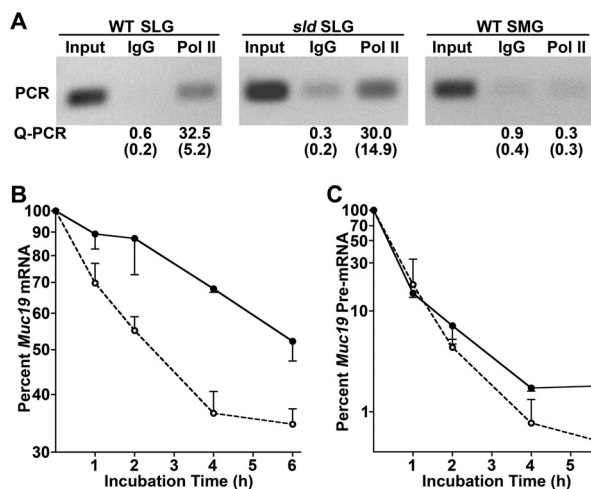 A
WT SLG
sld SLG
WT SMG
Input IgG Pol II
Input IgG Pol II
Input IgG Pol II
PCR
Q-PCR
0.6 32.5
(0.2) (5.2)
0.3 30.0
(0.2) (14.9)
0.9 0.3
(0.4) (0.3)
B
Percent Muc19 mRNA
100
90
80
70
60
50
40
30
1 2 3 4 5 6
Incubation Time (h)
C
Percent Muc19 Pre-mRNA
100
70
50
30
10
1
1 2 3 4 5
Incubation Time (h)